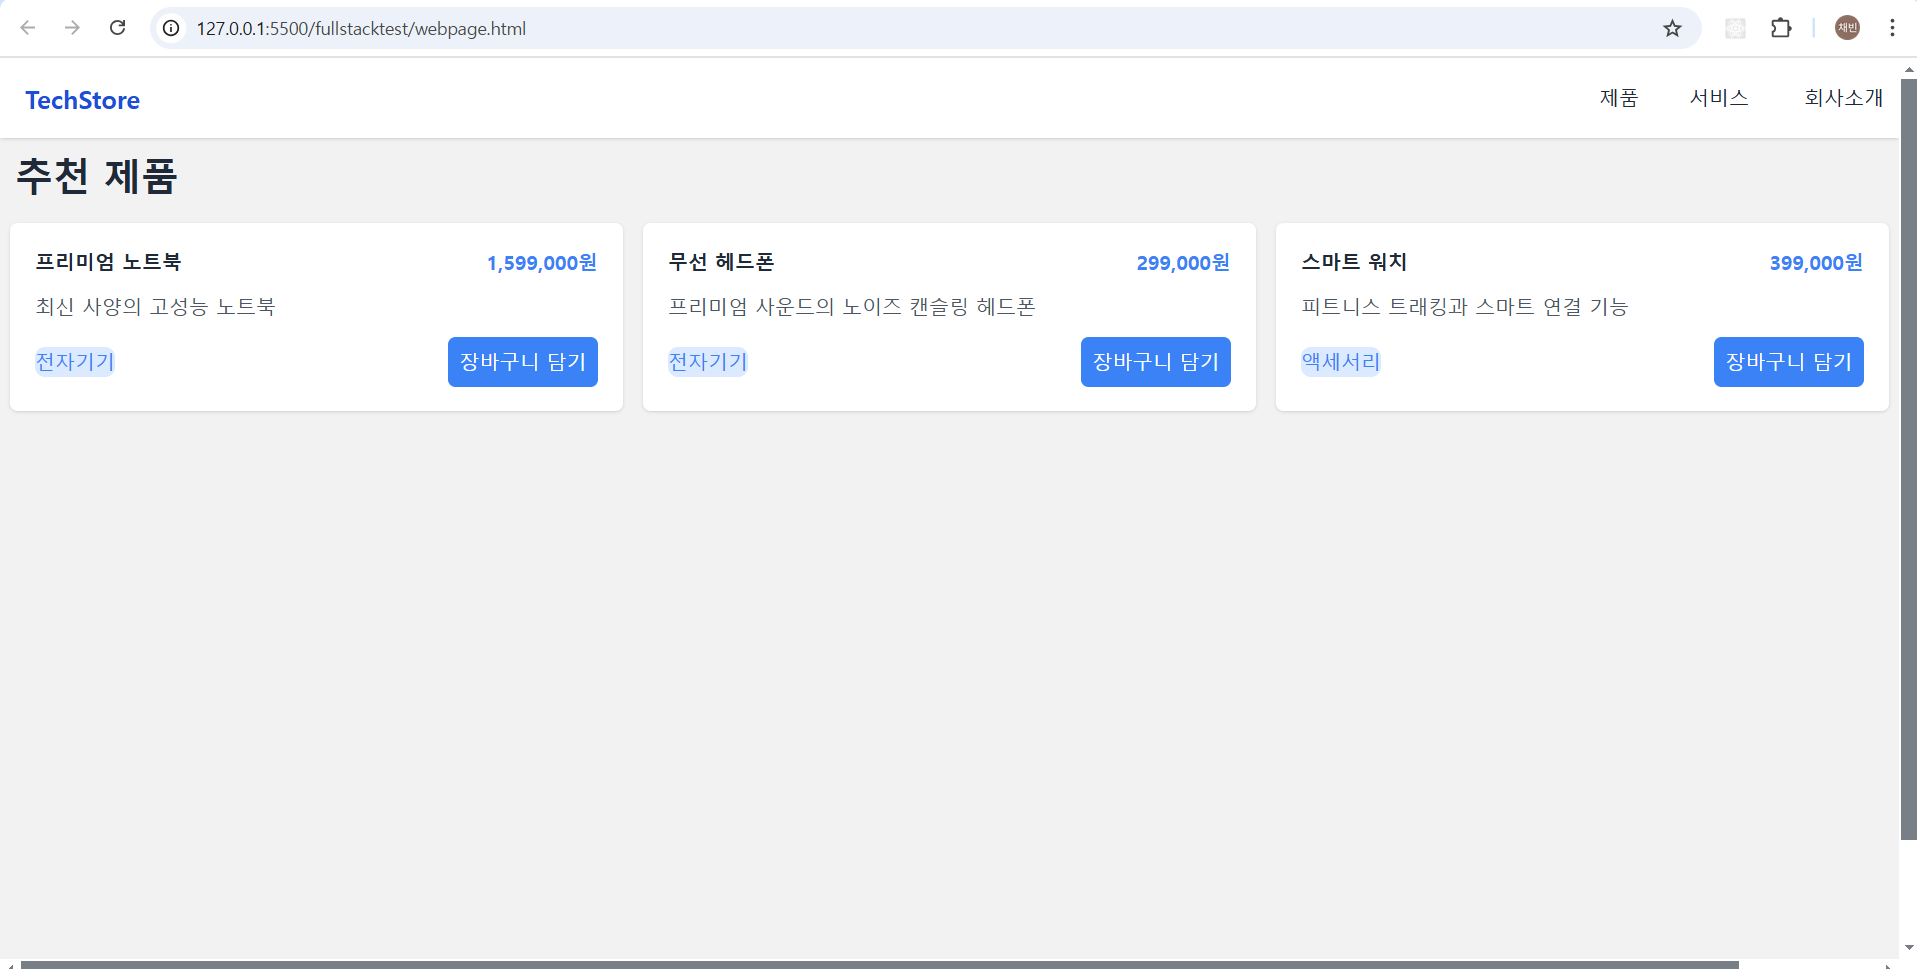 127.0.0.1:5500/fullstacktest/webpage.html
채빈
TechStore
제품 서비스 회사소개
추천 제품
프리미엄 노트북 1,599,000원
최신 사양의 고성능 노트북
전자기기 장바구니 담기
무선 헤드폰 299,000원
프리미엄 사운드의 노이즈 캔슬링 헤드폰
전자기기 장바구니 담기
스마트 워치 399,000원
피트니스 트래킹과 스마트 연결 기능
액세서리 장바구니 담기